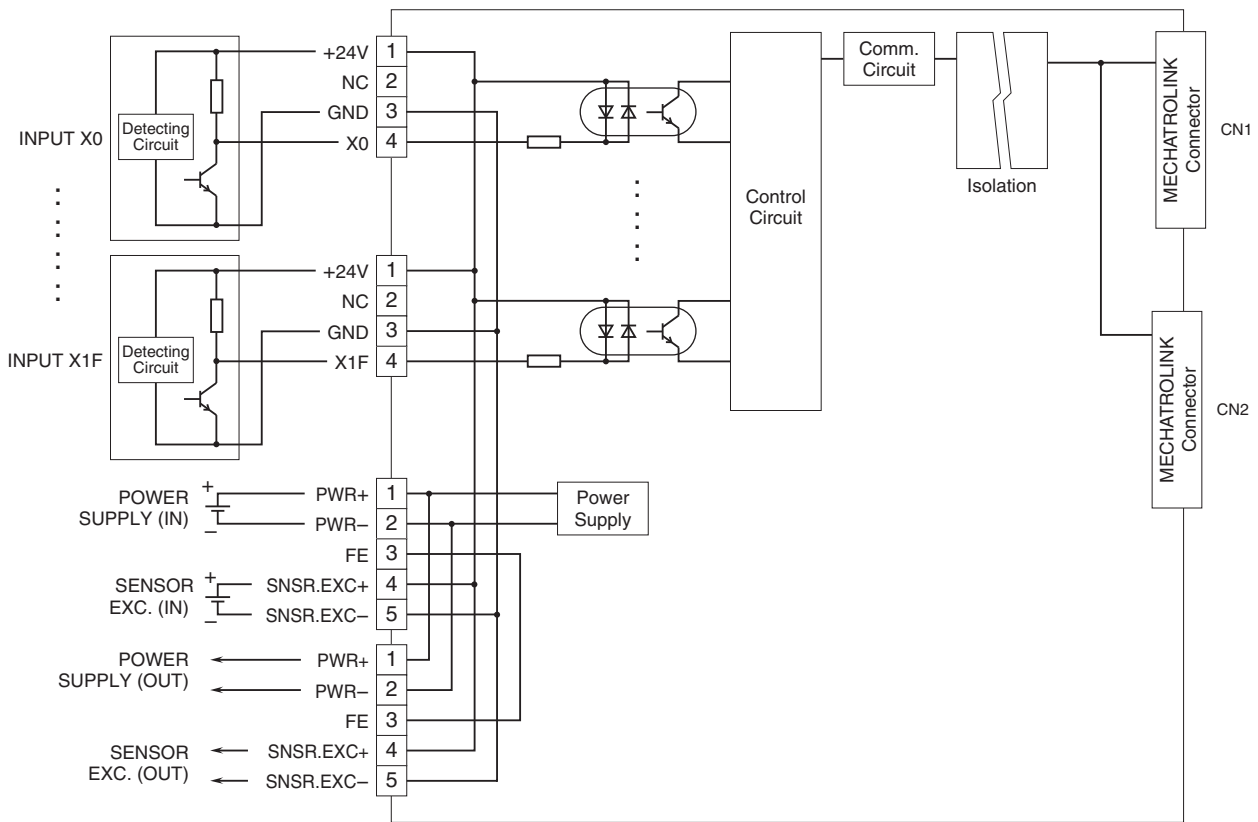 +24V 1
NC 2
GND 3
X0 4
INPUT X0
Detecting
Circuit
+24V 1
NC 2
GND 3
X1F 4
INPUT X1F
Detecting
Circuit
Control
Circuit
Comm.
Circuit
Isolation
MECHATROLINK
Connector
CN1
MECHATROLINK
Connector
CN2
POWER
SUPPLY (IN)
+
–
PWR+ 1
PWR– 2
FE 3
Power
Supply
SENSOR
EXC. (IN)
+
–
SNSR.EXC+ 4
SNSR.EXC– 5
POWER
SUPPLY (OUT)
PWR+ 1
PWR– 2
FE 3
SENSOR
EXC. (OUT)
SNSR.EXC+ 4
SNSR.EXC– 5